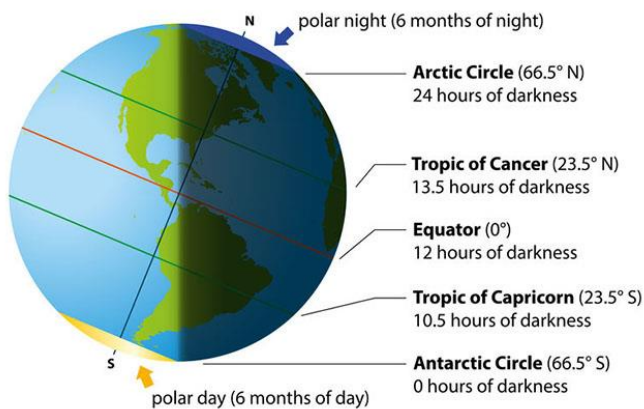 N
polar night (6 months of night)
Arctic Circle (66.5° N)
24 hours of darkness
Tropic of Cancer (23.5° N)
13.5 hours of darkness
Equator (0°)
12 hours of darkness
Tropic of Capricorn (23.5° S)
10.5 hours of darkness
Antarctic Circle (66.5° S)
0 hours of darkness
S
polar day (6 months of day)